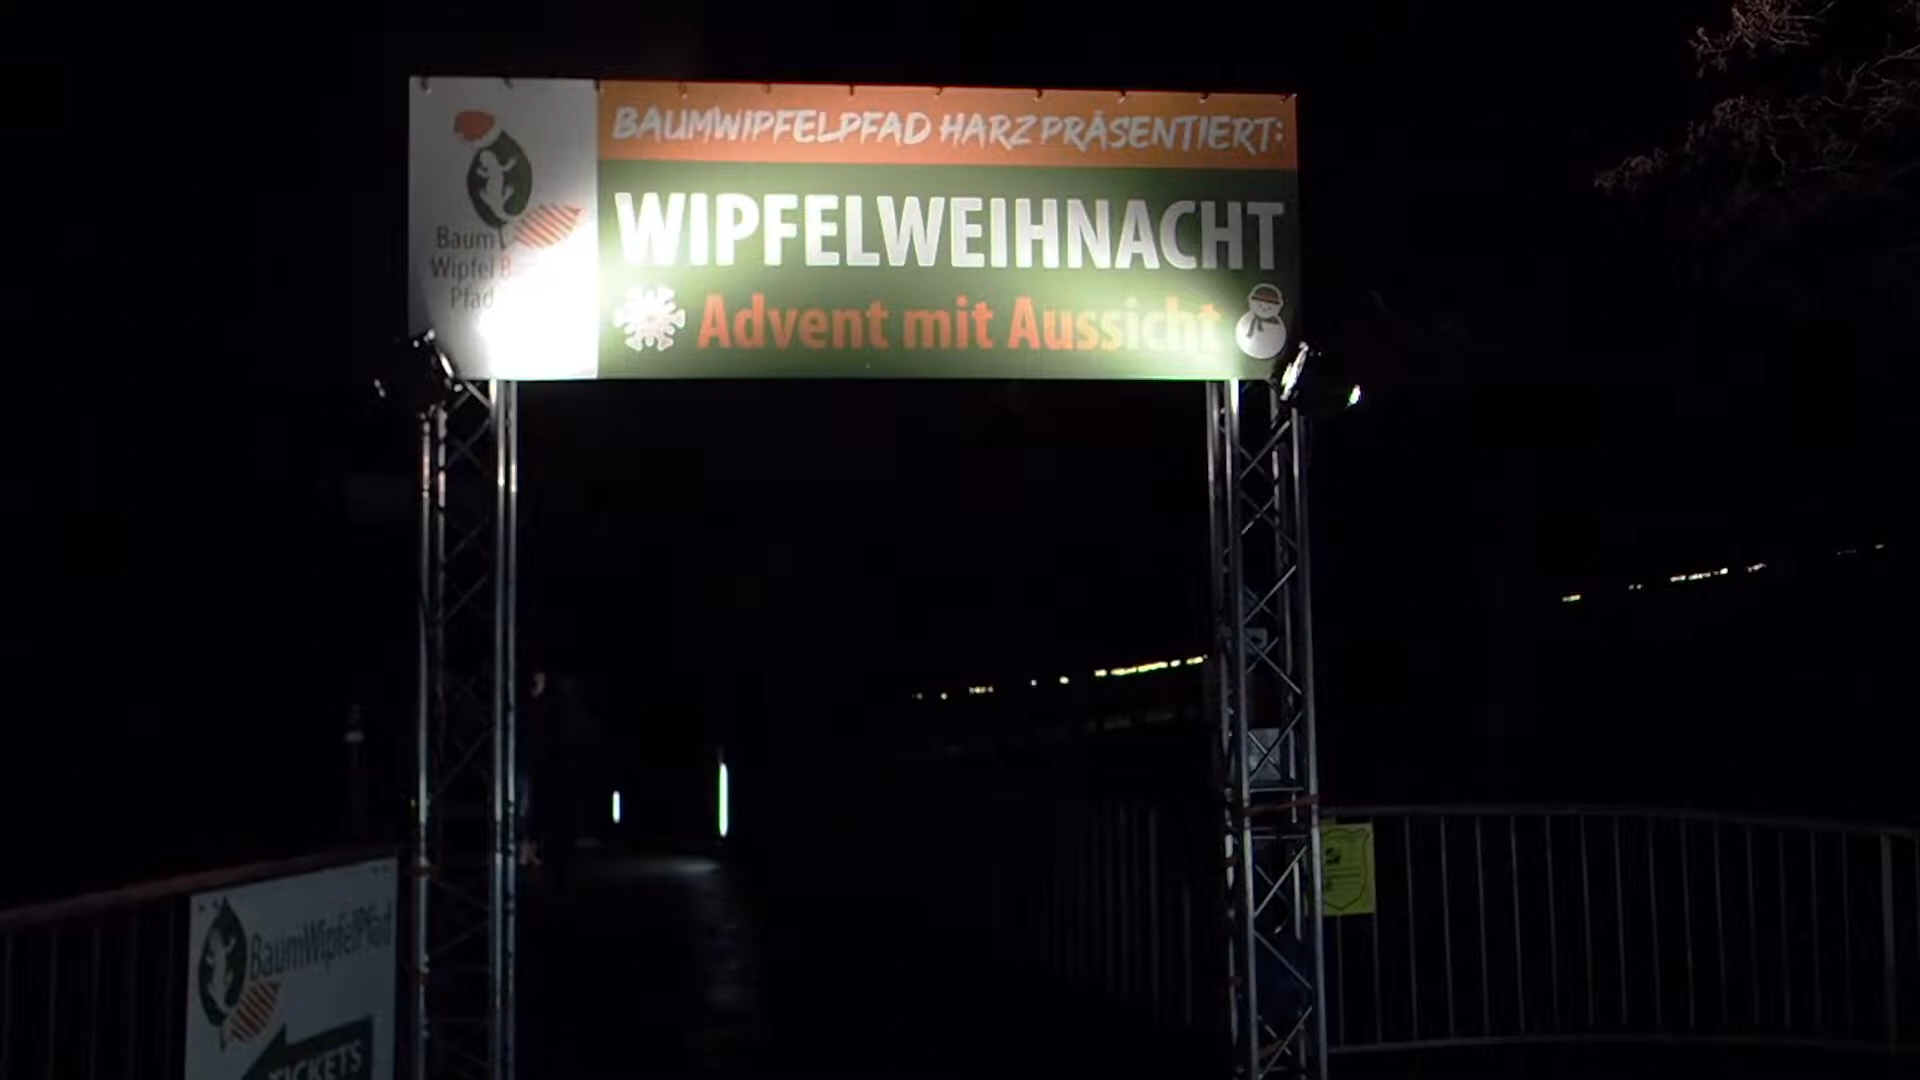 BAUMWIPFELPFAD HARZ PRÄSENTIERT:
WIPFELWEIHNACHT
Advent mit Aussicht
Baum
Wipfel
Pfad
BaumWipfelPfad
TICKETS